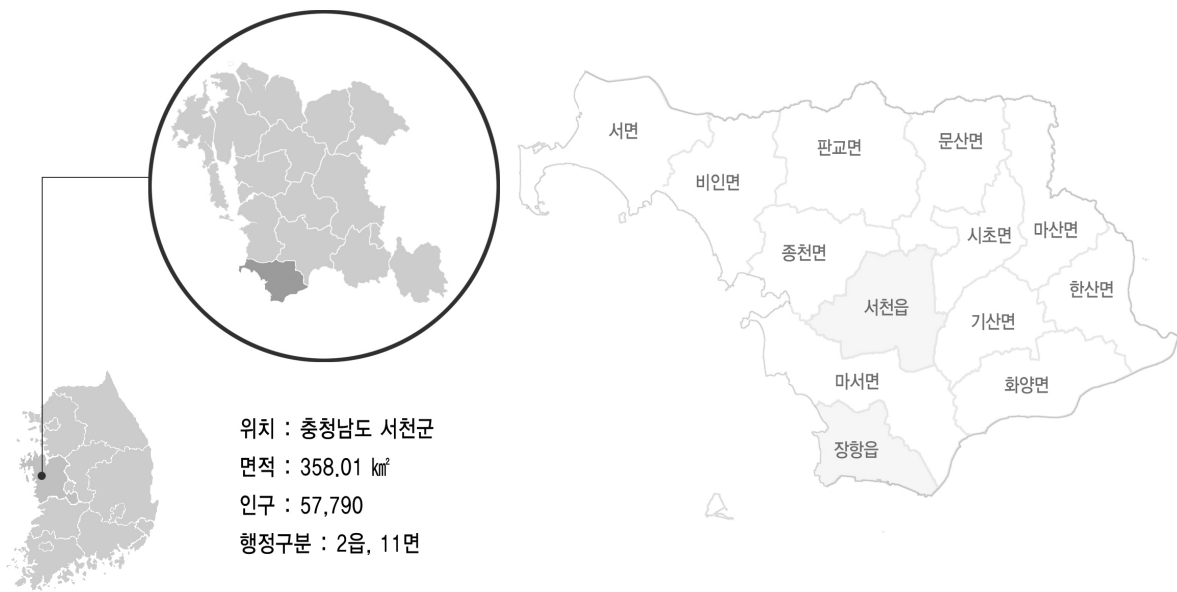 서면
비인면
판교면
문산면
종천면
시초면
마산면
서천읍
기산면
한산면
마서면
화양면
장항읍
위치 : 충청남도 서천군
면적 : 358.01 ㎢
인구 : 57,790
행정구분 : 2읍, 11면